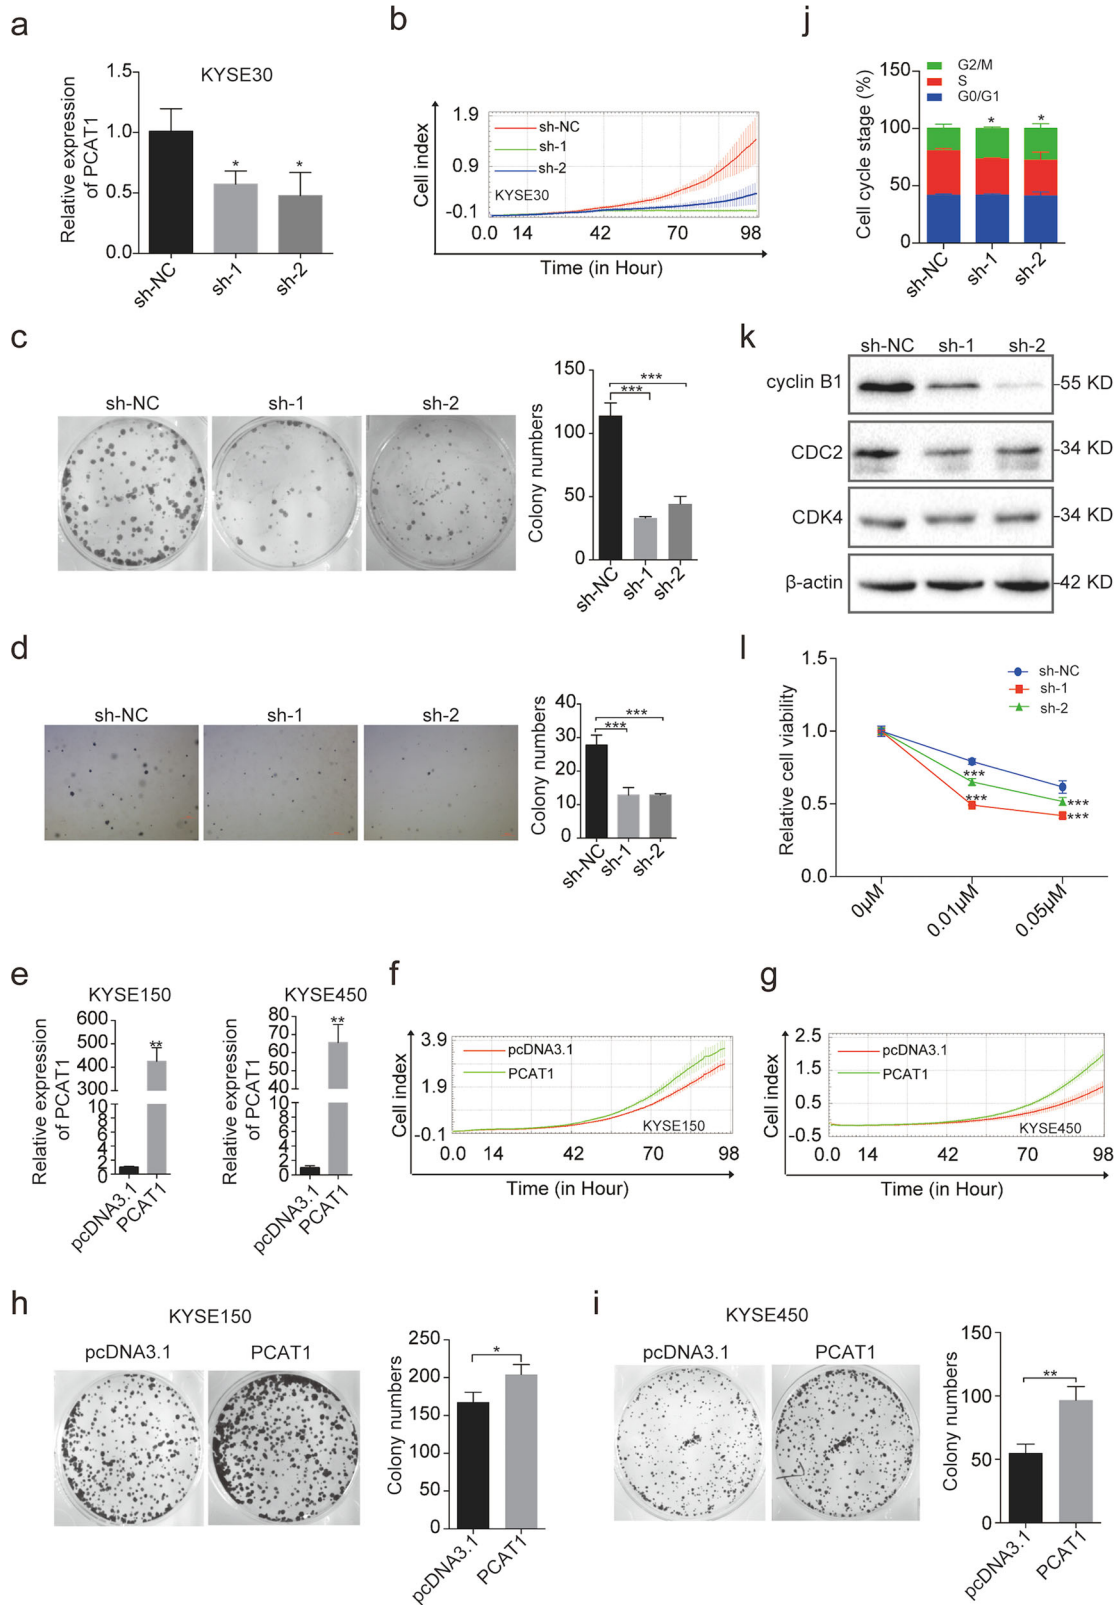 a
KYSE30
Relative expression
of PCAT1
1.5
1.0
0.5
0.0
* *
sh-NC sh-1 sh-2
b
Cell index
1.9
0.9
-0.1
sh-NC
sh-1
sh-2
KYSE30
0.0 14 42 70 98
Time (in Hour)
j
Cell cycle stage (%)
150
100
50
0
G2/M
S
G0/G1
* *
sh-NC sh-1 sh-2
c
sh-NC sh-1 sh-2
Colony numbers
150
100
50
0
***
***
sh-NC sh-1 sh-2
k
sh-NC sh-1 sh-2
cyclin B1 55 KD
CDC2 34 KD
CDK4 34 KD
β-actin 42 KD
d
sh-NC sh-1 sh-2
Colony numbers
40
30
20
10
0
***
***
sh-NC sh-1 sh-2
l
Relative cell viability
1.5
1.0
0.5
0.0
sh-NC
sh-1
sh-2
***
***
***
***
0μM 0.01μM 0.05μM
e
KYSE150
Relative expression
of PCAT1
600
500
400
300
10
8
6
4
2
0
**
pcDNA3.1 PCAT1
KYSE450
Relative expression
of PCAT1
80
70
60
50
40
10
8
6
4
2
0
**
pcDNA3.1 PCAT1
f
Cell index
3.9
1.9
-0.1
pcDNA3.1
PCAT1
KYSE150
0.0 14 42 70 98
Time (in Hour)
g
Cell index
2.5
1.5
0.5
-0.5
pcDNA3.1
PCAT1
KYSE450
0.0 14 42 70 98
Time (in Hour)
h
KYSE150
pcDNA3.1 PCAT1
Colony numbers
250
200
150
100
50
0
*
pcDNA3.1 PCAT1
i
KYSE450
pcDNA3.1 PCAT1
Colony numbers
150
100
50
0
**
pcDNA3.1 PCAT1